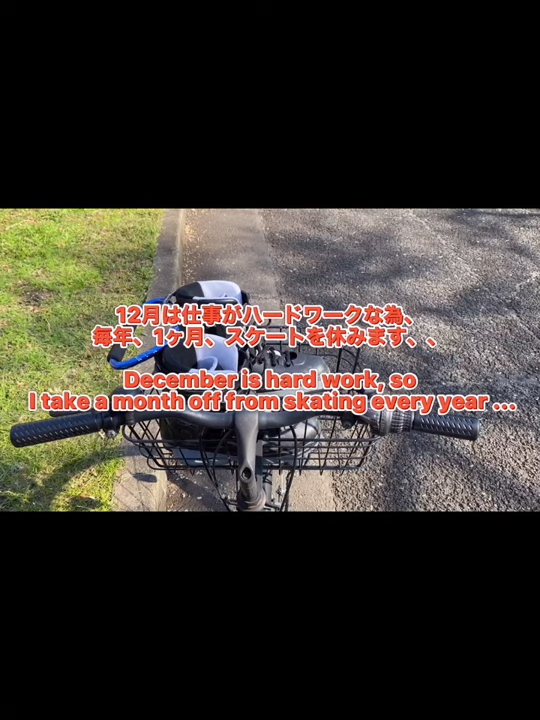 12月は仕事がハードワークな為、
毎年、1ヶ月、スケートを休みます、、
December is hard work, so
I take a month off from skating every year ...